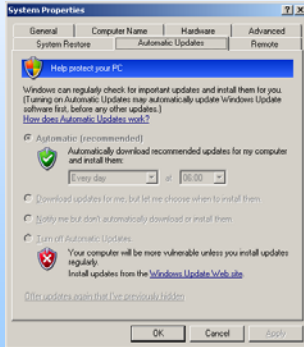 System Properties
General Computer Name Hardware Advanced
System Restore Automatic Updates Remote
Help protect your PC
Windows can regularly check for important updates and install them for you.
(Turning on Automatic Updates may automatically update Windows Update
software first, before any other updates.)
How does Automatic Updates work?
Automatic (recommended)
Automatically download recommended updates for my computer
and install them:
Every day at 06:00
Download updates for me, but let me choose when to install them.
Notify me but don't automatically download or install them.
Turn off Automatic Updates.
Your computer will be more vulnerable unless you install updates
regularly.
Install updates from the Windows Update Web site.
Offer updates again that I've previously hidden
OK Cancel Apply